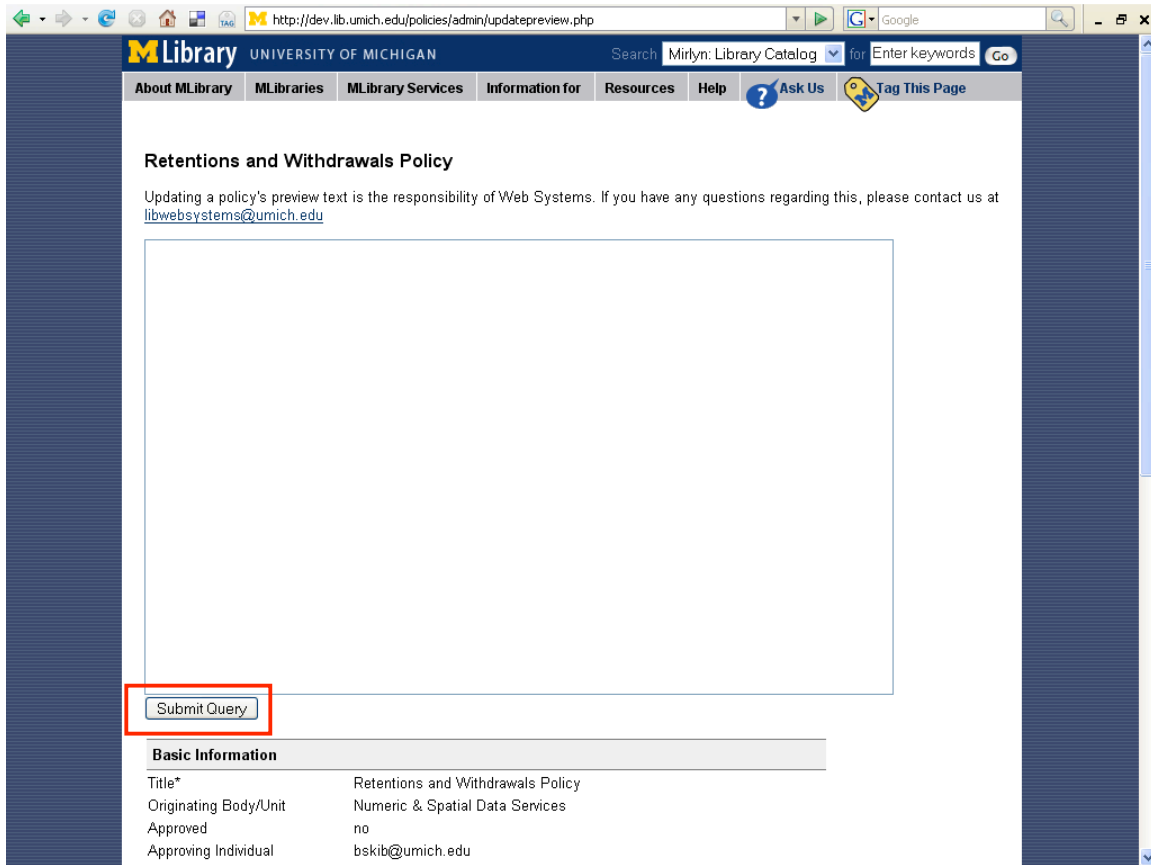 TAG
http://dev.lib.umich.edu/policies/admin/updatepreview.php
G Google
MLibrary UNIVERSITY OF MICHIGAN Search Mirlyn: Library Catalog for Enter keywords Go
About MLibrary MLibraries MLibrary Services Information for Resources Help ? Ask Us Tag This Page
Retentions and Withdrawals Policy
Updating a policy's preview text is the responsibility of Web Systems. If you have any questions regarding this, please contact us at
libwebsystems@umich.edu
Submit Query
Basic Information
Title* Retentions and Withdrawals Policy
Originating Body/Unit Numeric & Spatial Data Services
Approved no
Approving Individual bskib@umich.edu